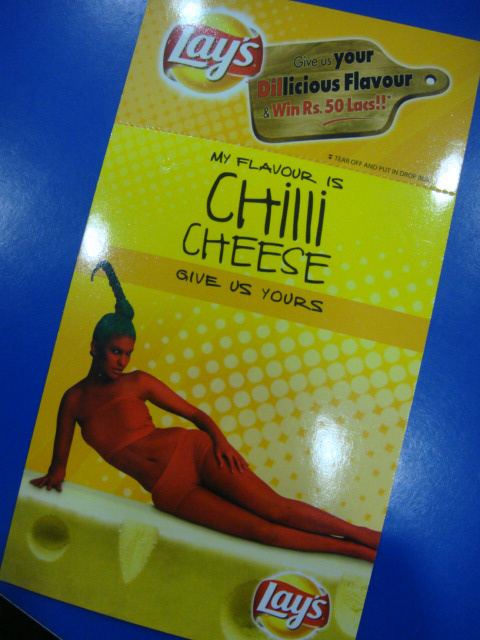 Lay's
Give us your
Dillicious Flavour
& Win Rs. 50 Lacs!!*
TEAR OFF AND PUT IN DROP BOX
MY FLAVOUR IS
CHilli
CHEESE
GIVE US YOURS
Lay's